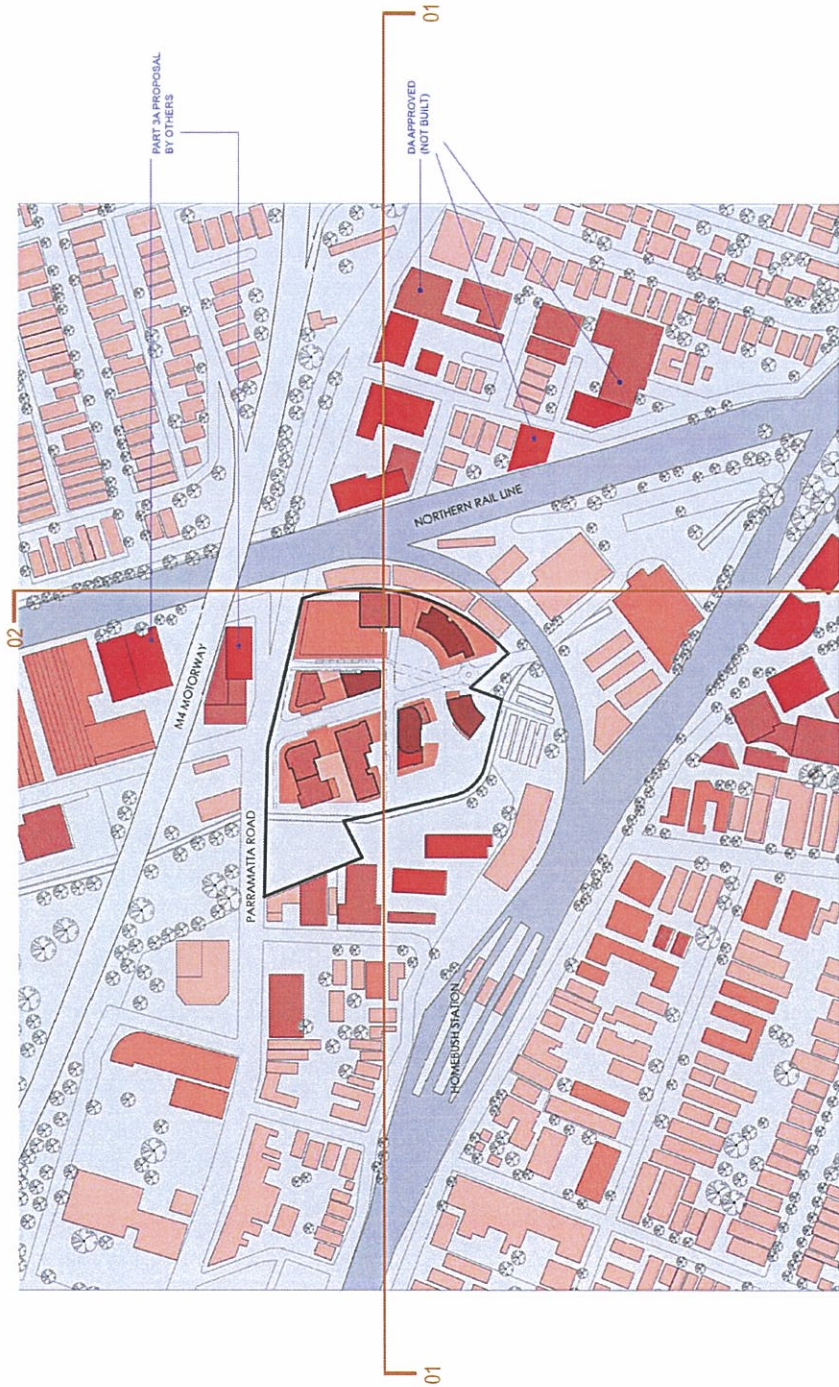 01
PART 3A PROPOSAL
BY OTHERS
DA APPROVED
(NOT BUILT)
02
M4 MOTORWAY
NORTHERN RAIL LINE
PARRAMATTA ROAD
HOMEBUSH STATION
01